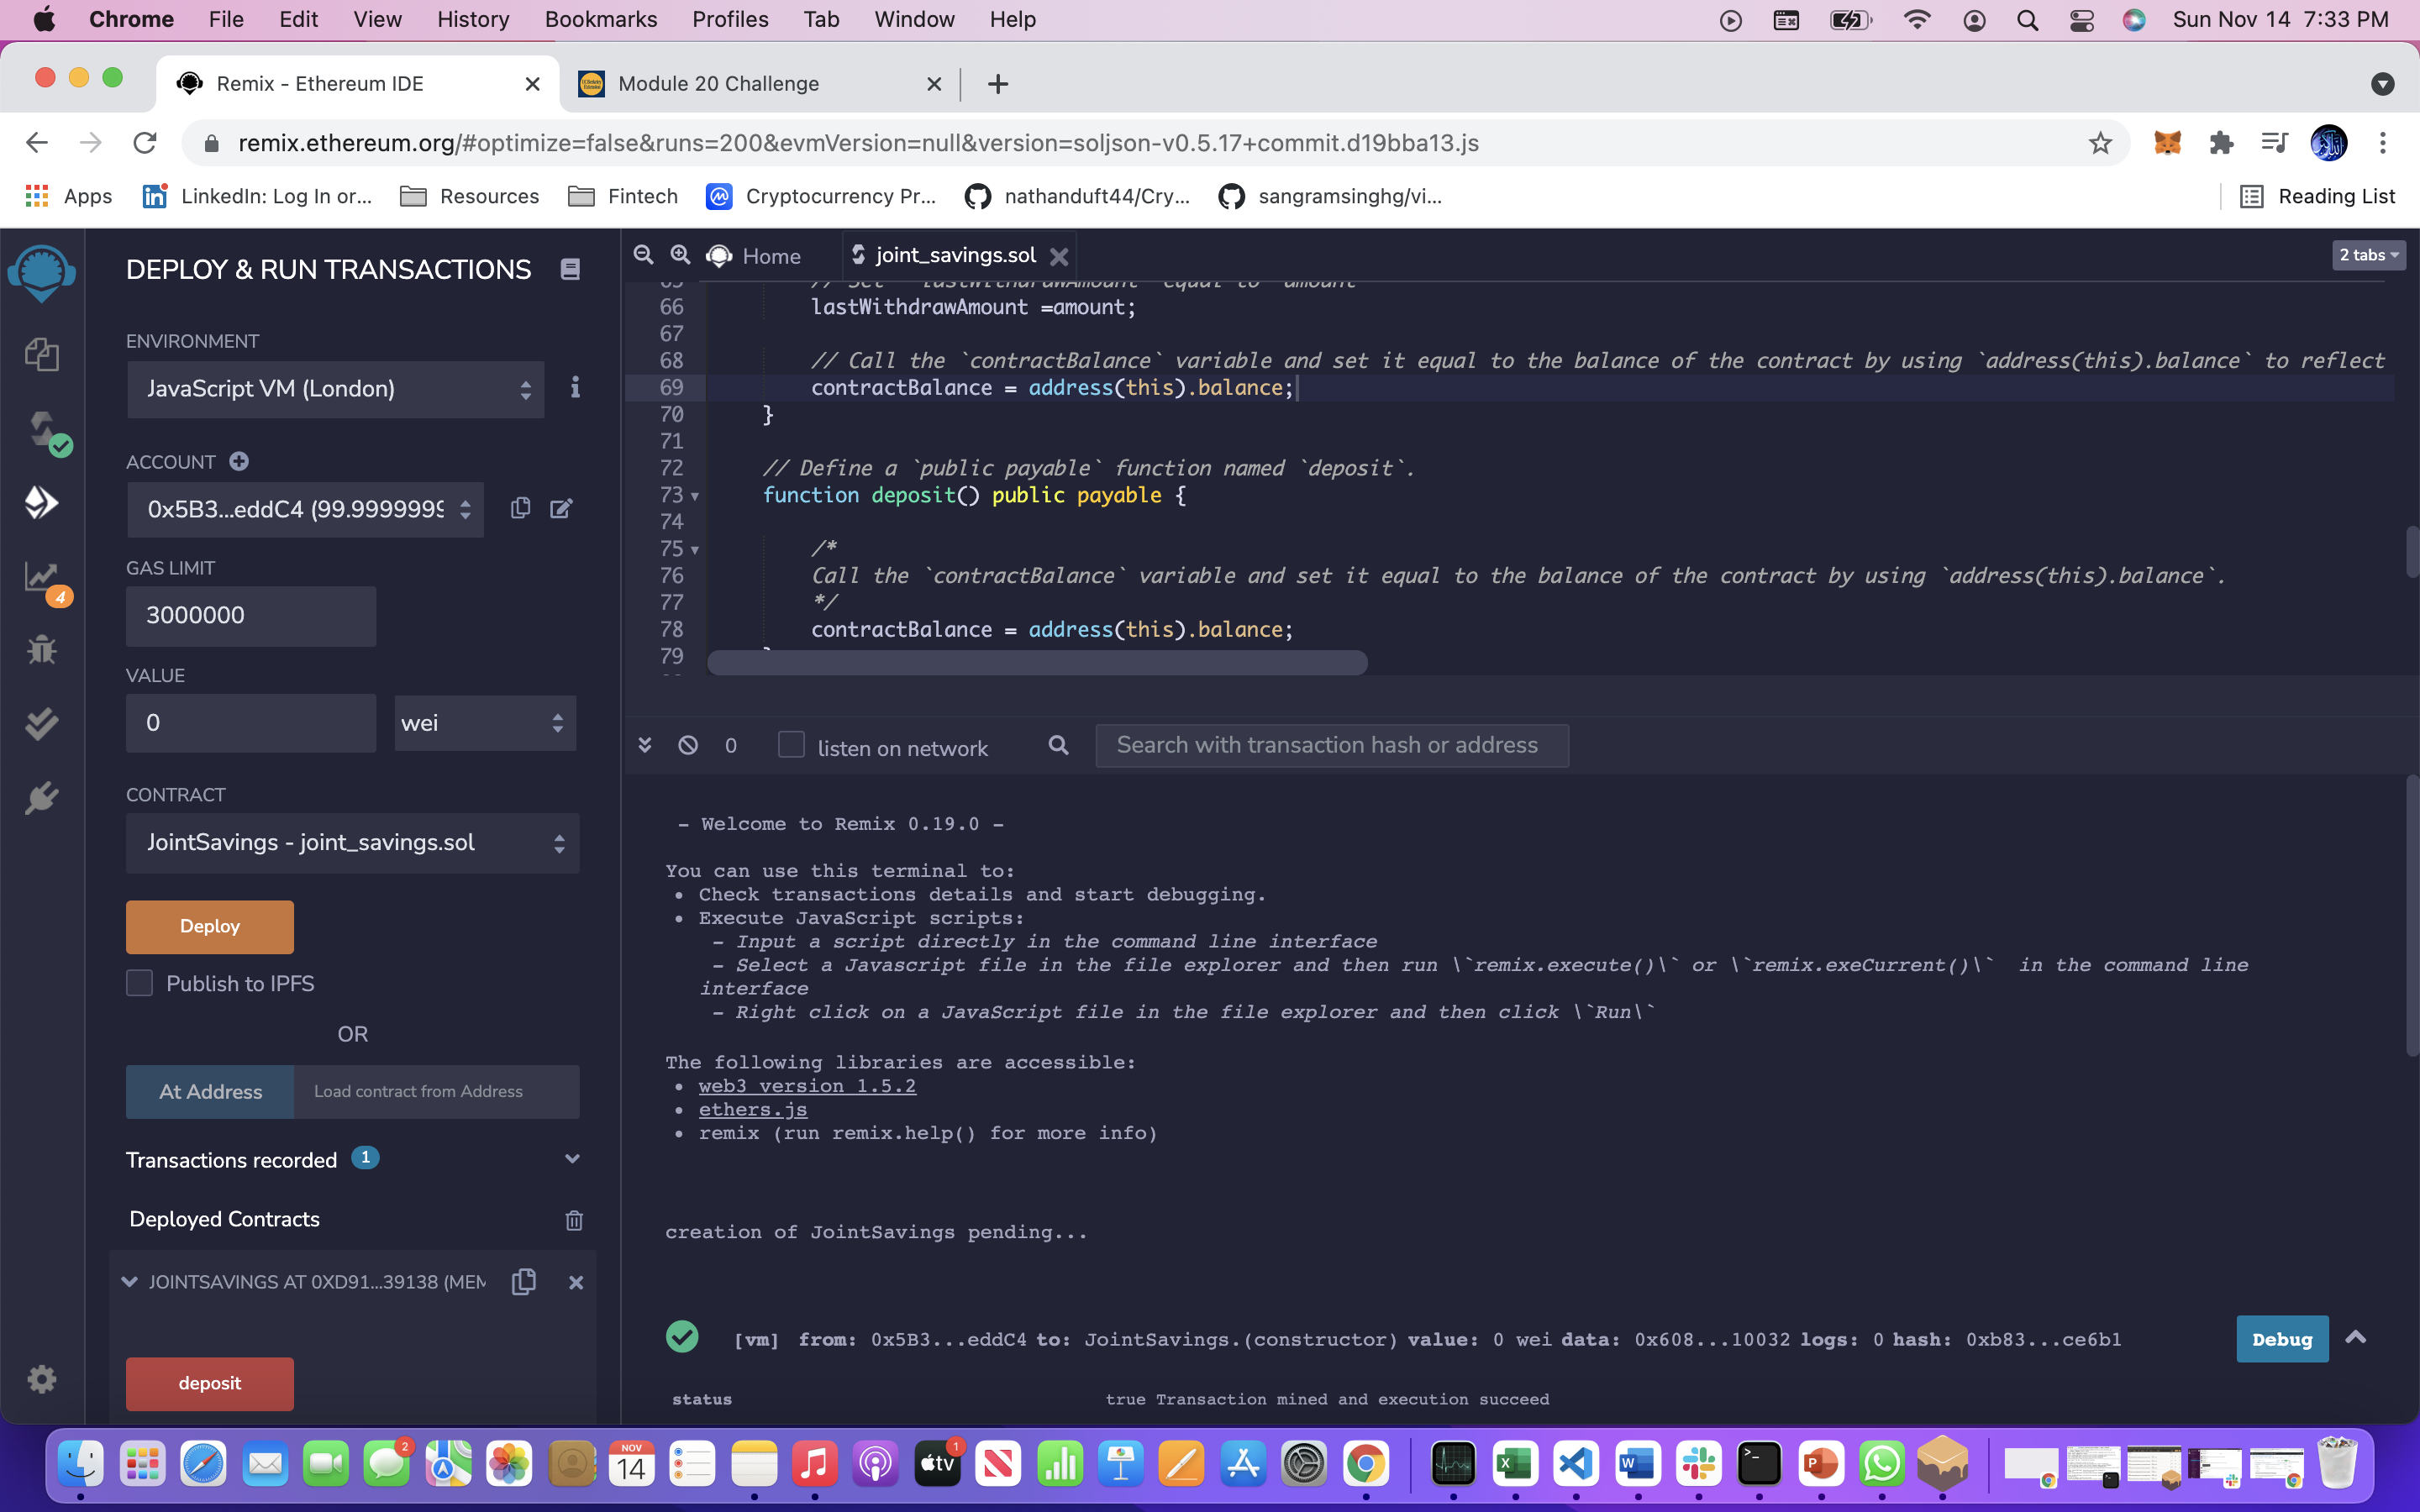 Chrome File Edit View History Bookmarks Profiles Tab Window Help Sun Nov 14 7:33 PM
Remix - Ethereum IDE Module 20 Challenge
remix.ethereum.org/#optimize=false&runs=200&evmVersion=null&version=soljson-v0.5.17+commit.d19bba13.js
Apps LinkedIn: Log In or... Resources Fintech Cryptocurrency Pr... nathanduft44/Cry... sangramsinghg/vi... Reading List
DEPLOY & RUN TRANSACTIONS
ENVIRONMENT
JavaScript VM (London)
ACCOUNT
0x5B3...eddC4 (99.9999999
GAS LIMIT
3000000
VALUE
0 wei
CONTRACT
JointSavings - joint_savings.sol
Deploy
Publish to IPFS
OR
At Address Load contract from Address
Transactions recorded 1
Deployed Contracts
JOINTSAVINGS AT 0XD91...39138 (MEM
deposit
4
Home joint_savings.sol 2 tabs
65 // Set `lastWithdrawAmount` equal to `amount`
66 lastWithdrawAmount =amount;
67
68 // Call the `contractBalance` variable and set it equal to the balance of the contract by using `address(this).balance` to reflect
69 contractBalance = address(this).balance;
70 }
71
72 // Define a `public payable` function named `deposit`.
73 function deposit() public payable {
74
75 /*
76 Call the `contractBalance` variable and set it equal to the balance of the contract by using `address(this).balance`.
77 */
78 contractBalance = address(this).balance;
79 }
0 listen on network Search with transaction hash or address
- Welcome to Remix 0.19.0 -
You can use this terminal to:
• Check transactions details and start debugging.
• Execute JavaScript scripts:
- Input a script directly in the command line interface
- Select a Javascript file in the file explorer and then run \`remix.execute()\` or \`remix.exeCurrent()\` in the command line
interface
- Right click on a JavaScript file in the file explorer and then click \`Run\`
The following libraries are accessible:
• web3 version 1.5.2
• ethers.js
• remix (run remix.help() for more info)
creation of JointSavings pending...
[vm] from: 0x5B3...eddC4 to: JointSavings.(constructor) value: 0 wei data: 0x608...10032 logs: 0 hash: 0xb83...ce6b1 Debug
status true Transaction mined and execution succeed
2 NOV 14 tv 1 X W P